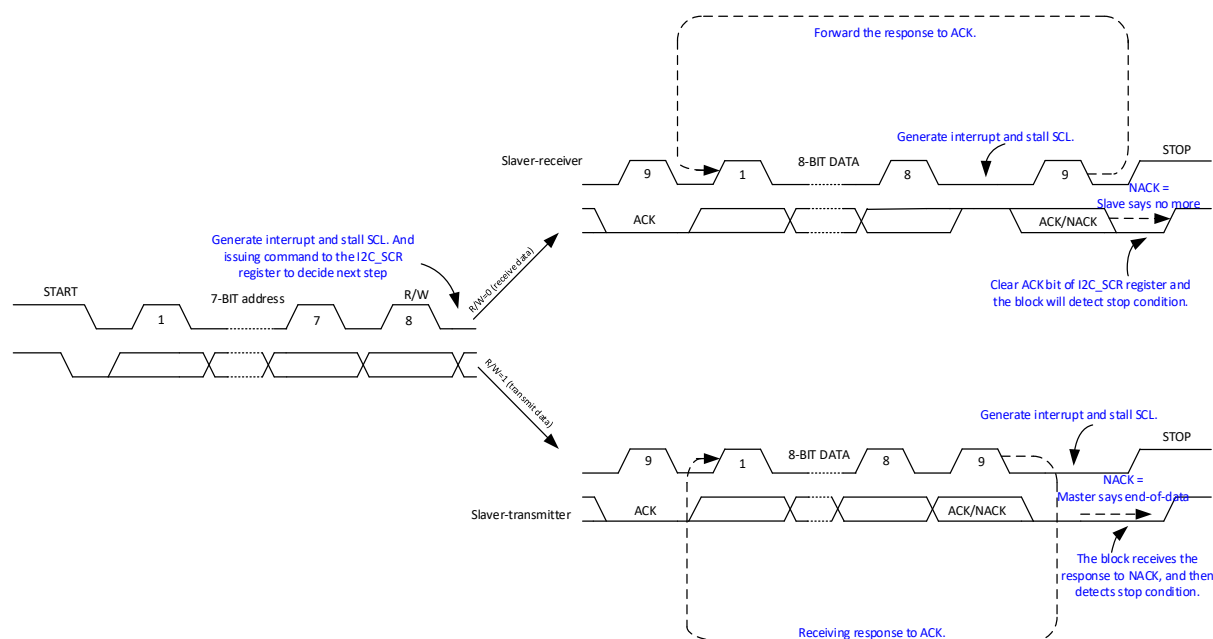 Forward the response to ACK.
Generate interrupt and stall SCL.
STOP
Slaver-receiver
8-BIT DATA
9
1
8
9
NACK =
Slave says no more
ACK
ACK/NACK
Generate interrupt and stall SCL. And
issuing command to the I2C_SCR
register to decide next step
R/W=0 (receive data)
Clear ACK bit of I2C_SCR register and
the block will detect stop condition.
START
7-BIT address
R/W
1
7
8
R/W=1 (transmit data)
Generate interrupt and stall SCL.
STOP
8-BIT DATA
9
1
8
9
NACK =
Master says end-of-data
Slaver-transmitter
ACK
ACK/NACK
The block receives the
response to NACK, and then
detects stop condition.
Receiving response to ACK.